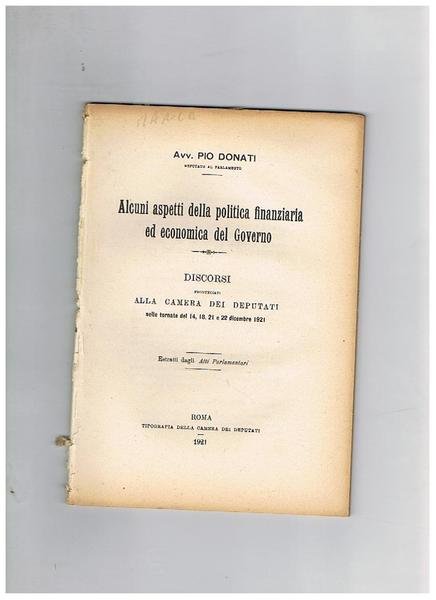 Avv. PIO DONATI
DEPUTATO AL PARLAMENTO
Alcuni aspetti della politica finanziaria
ed economica del Governo
DISCORSI
PRONUNCIATI
ALLA CAMERA DEI DEPUTATI
nelle tornate del 14, 18, 21 e 22 dicembre 1921
Estratti dagli Atti Parlamentari
ROMA
TIPOGRAFIA DELLA CAMERA DEI DEPUTATI
1921